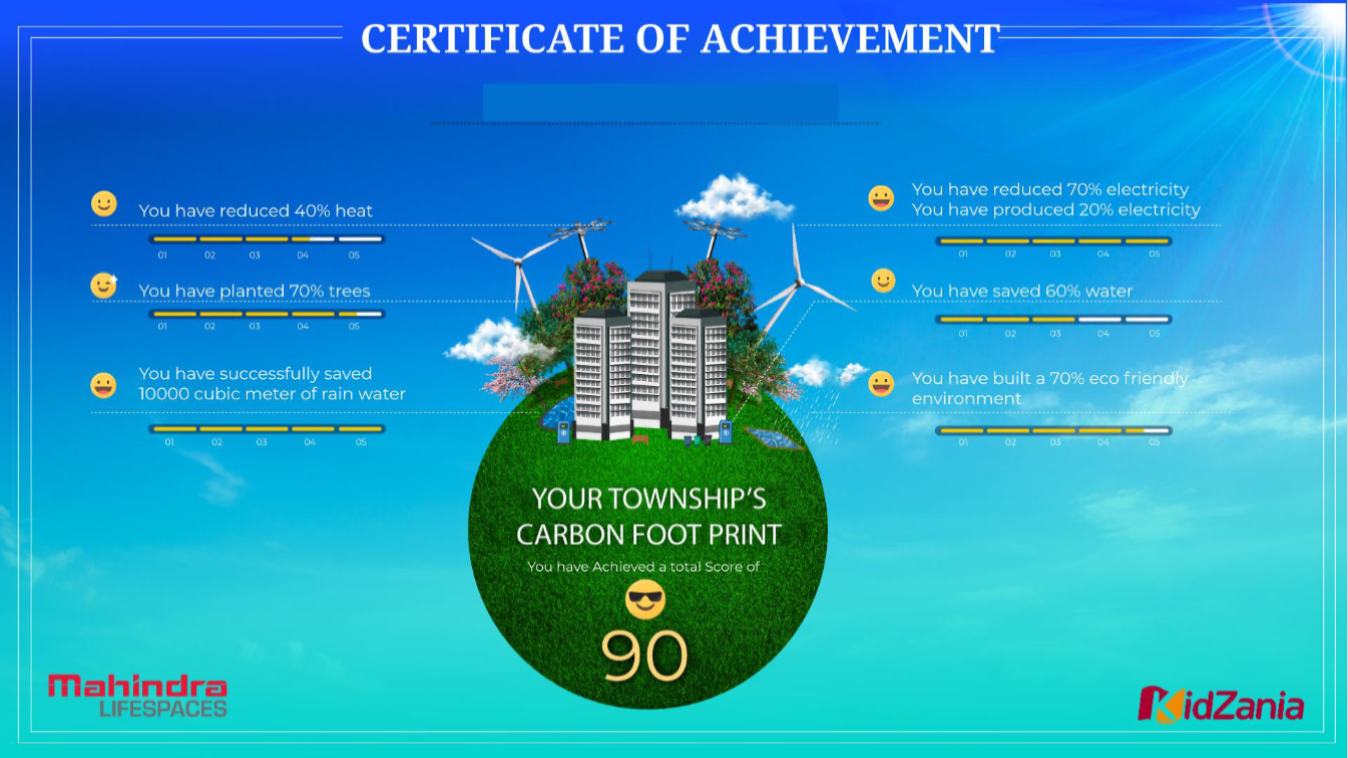 CERTIFICATE OF ACHIEVEMENT
You have reduced 40% heat
01 02 03 04 05
You have planted 70% trees
01 02 03 04 05
You have successfully saved
10000 cubic meter of rain water
01 02 03 04 05
You have reduced 70% electricity
You have produced 20% electricity
01 02 03 04 05
You have saved 60% water
01 02 03 04 05
You have built a 70% eco friendly
environment
01 02 03 04 05
YOUR TOWNSHIP'S
CARBON FOOT PRINT
You have Achieved a total Score of
90
Mahindra
LIFESPACES
KidZania